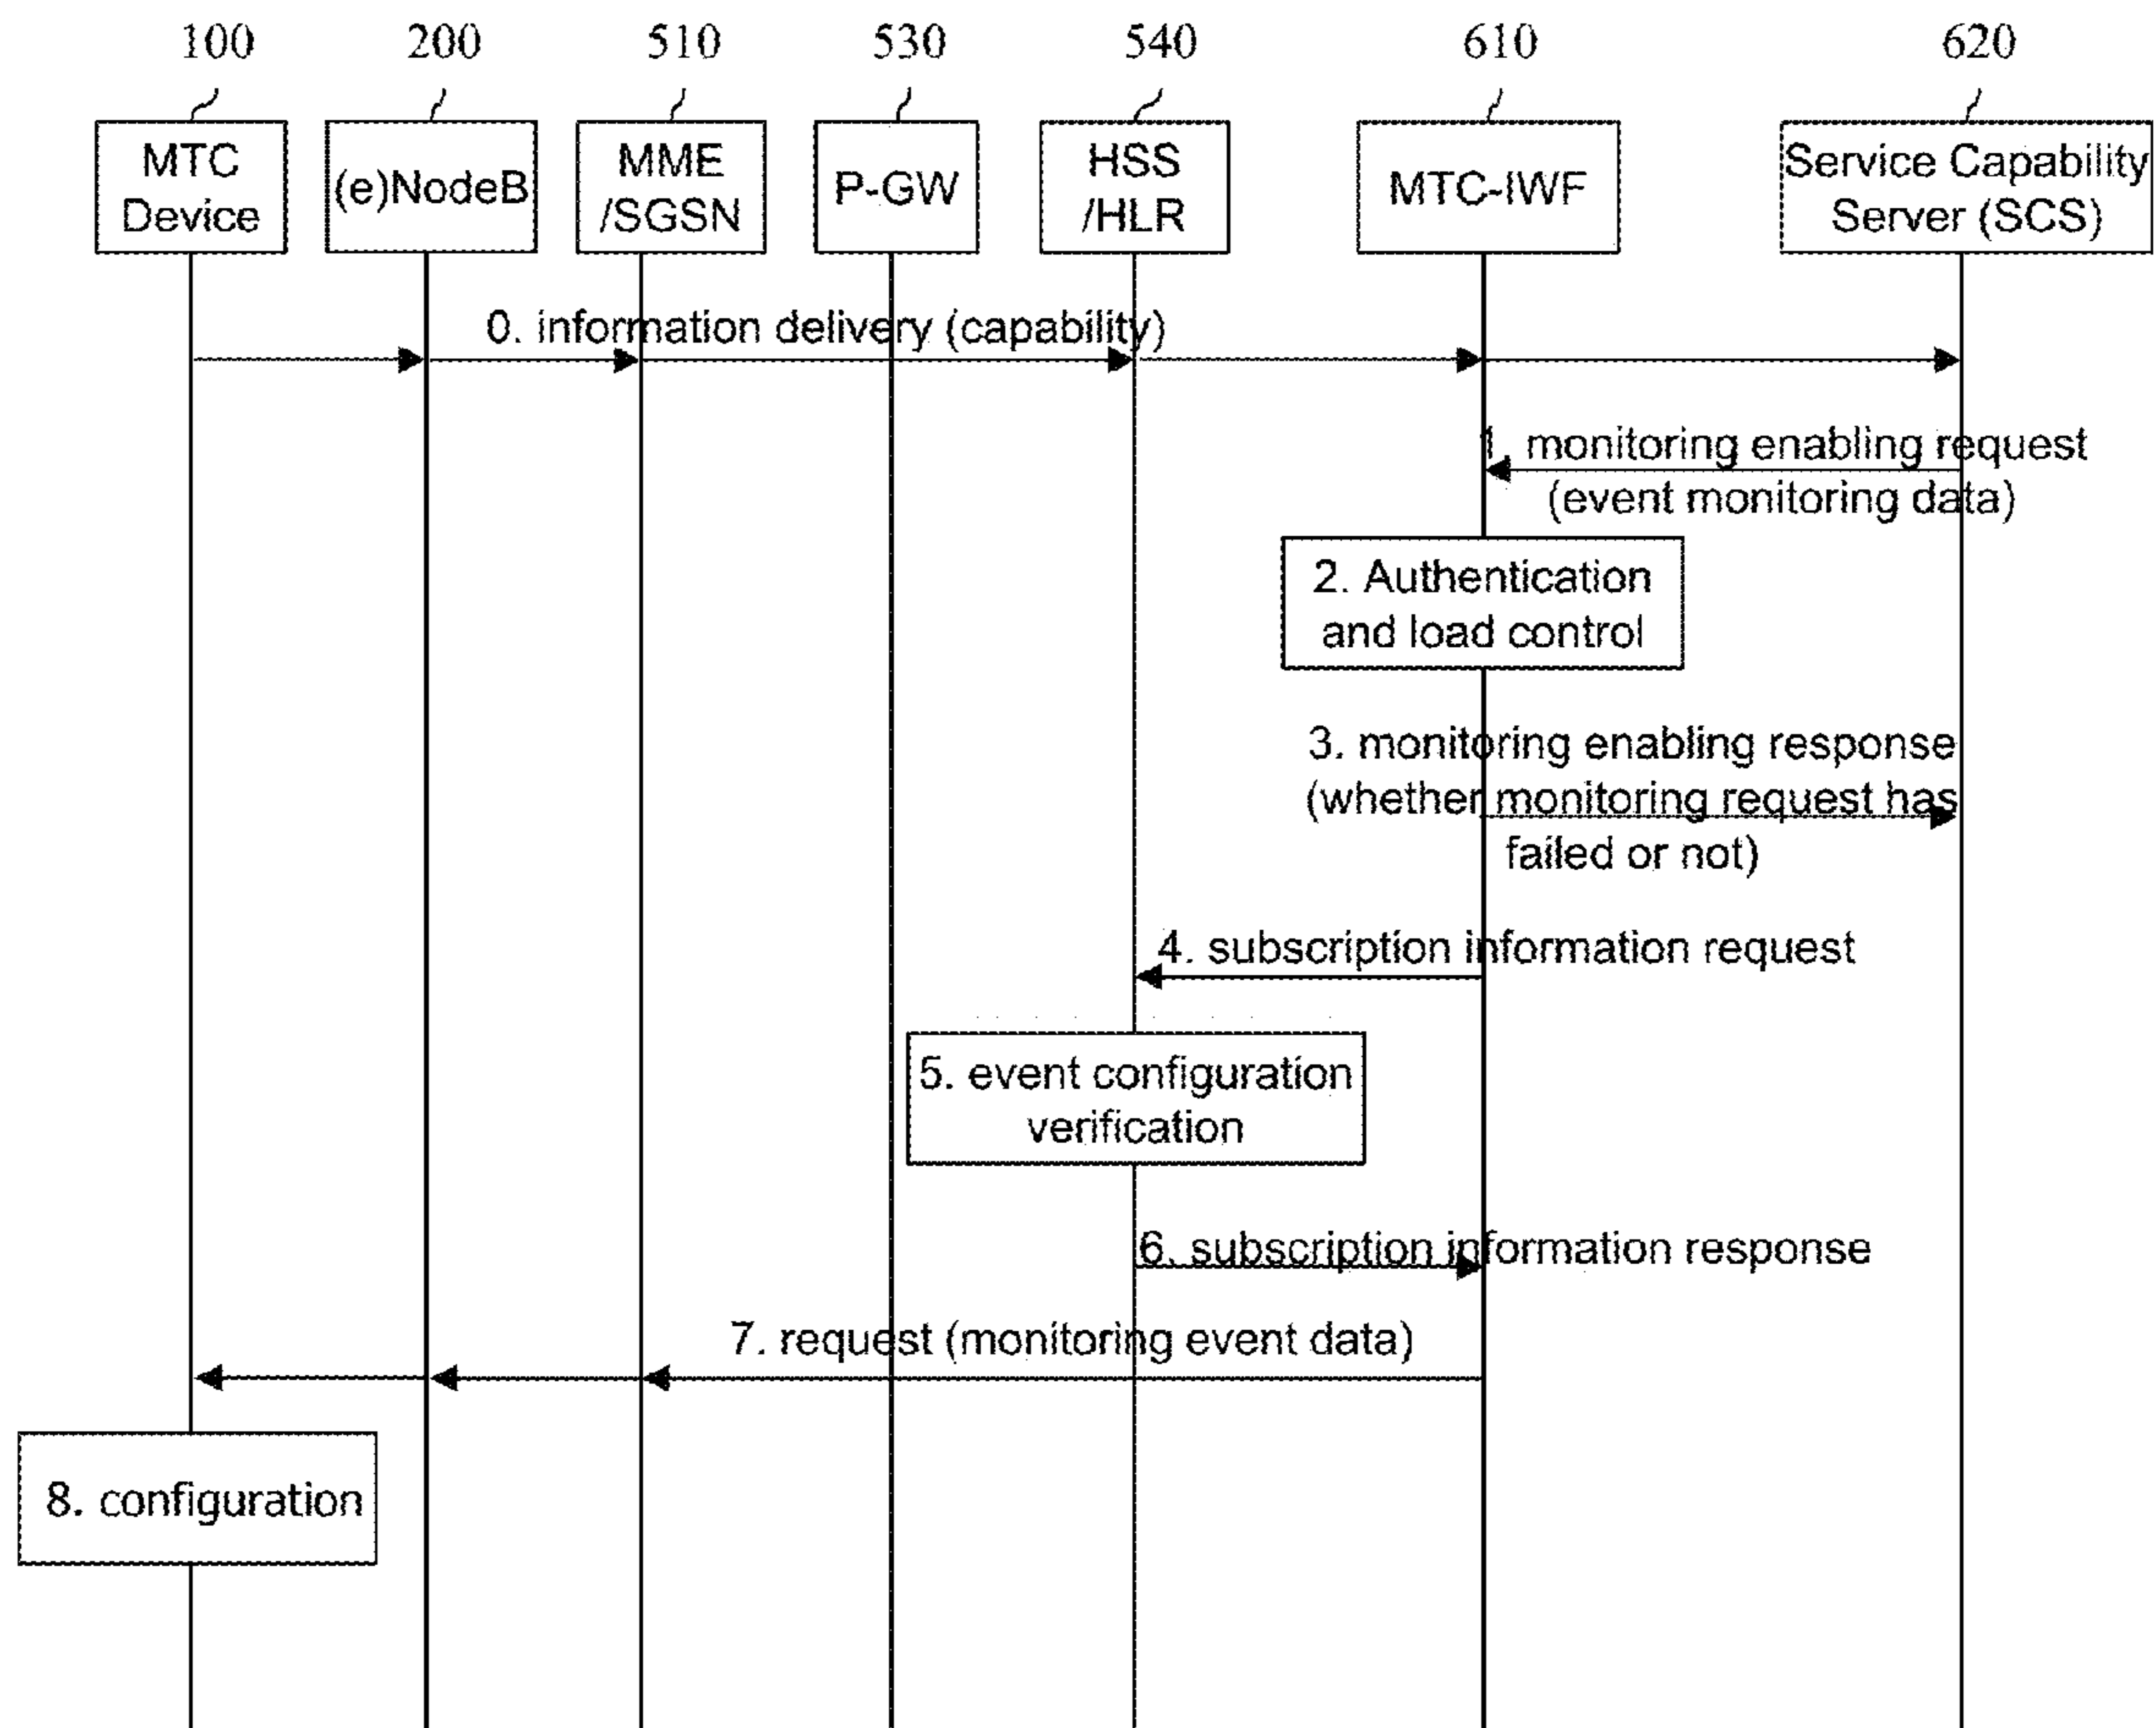 100 200 510 530 540 610 620
MTC
Device
(e)NodeB
MME
/SGSN
P-GW
HSS
/HLR
MTC-IWF
Service Capability
Server (SCS)
0. information delivery (capability)
1. monitoring enabling request
(event monitoring data)
2. Authentication
and load control
3. monitoring enabling response
(whether monitoring request has
failed or not)
4. subscription information request
5. event configuration
verification
6. subscription information response
7. request (monitoring event data)
8. configuration